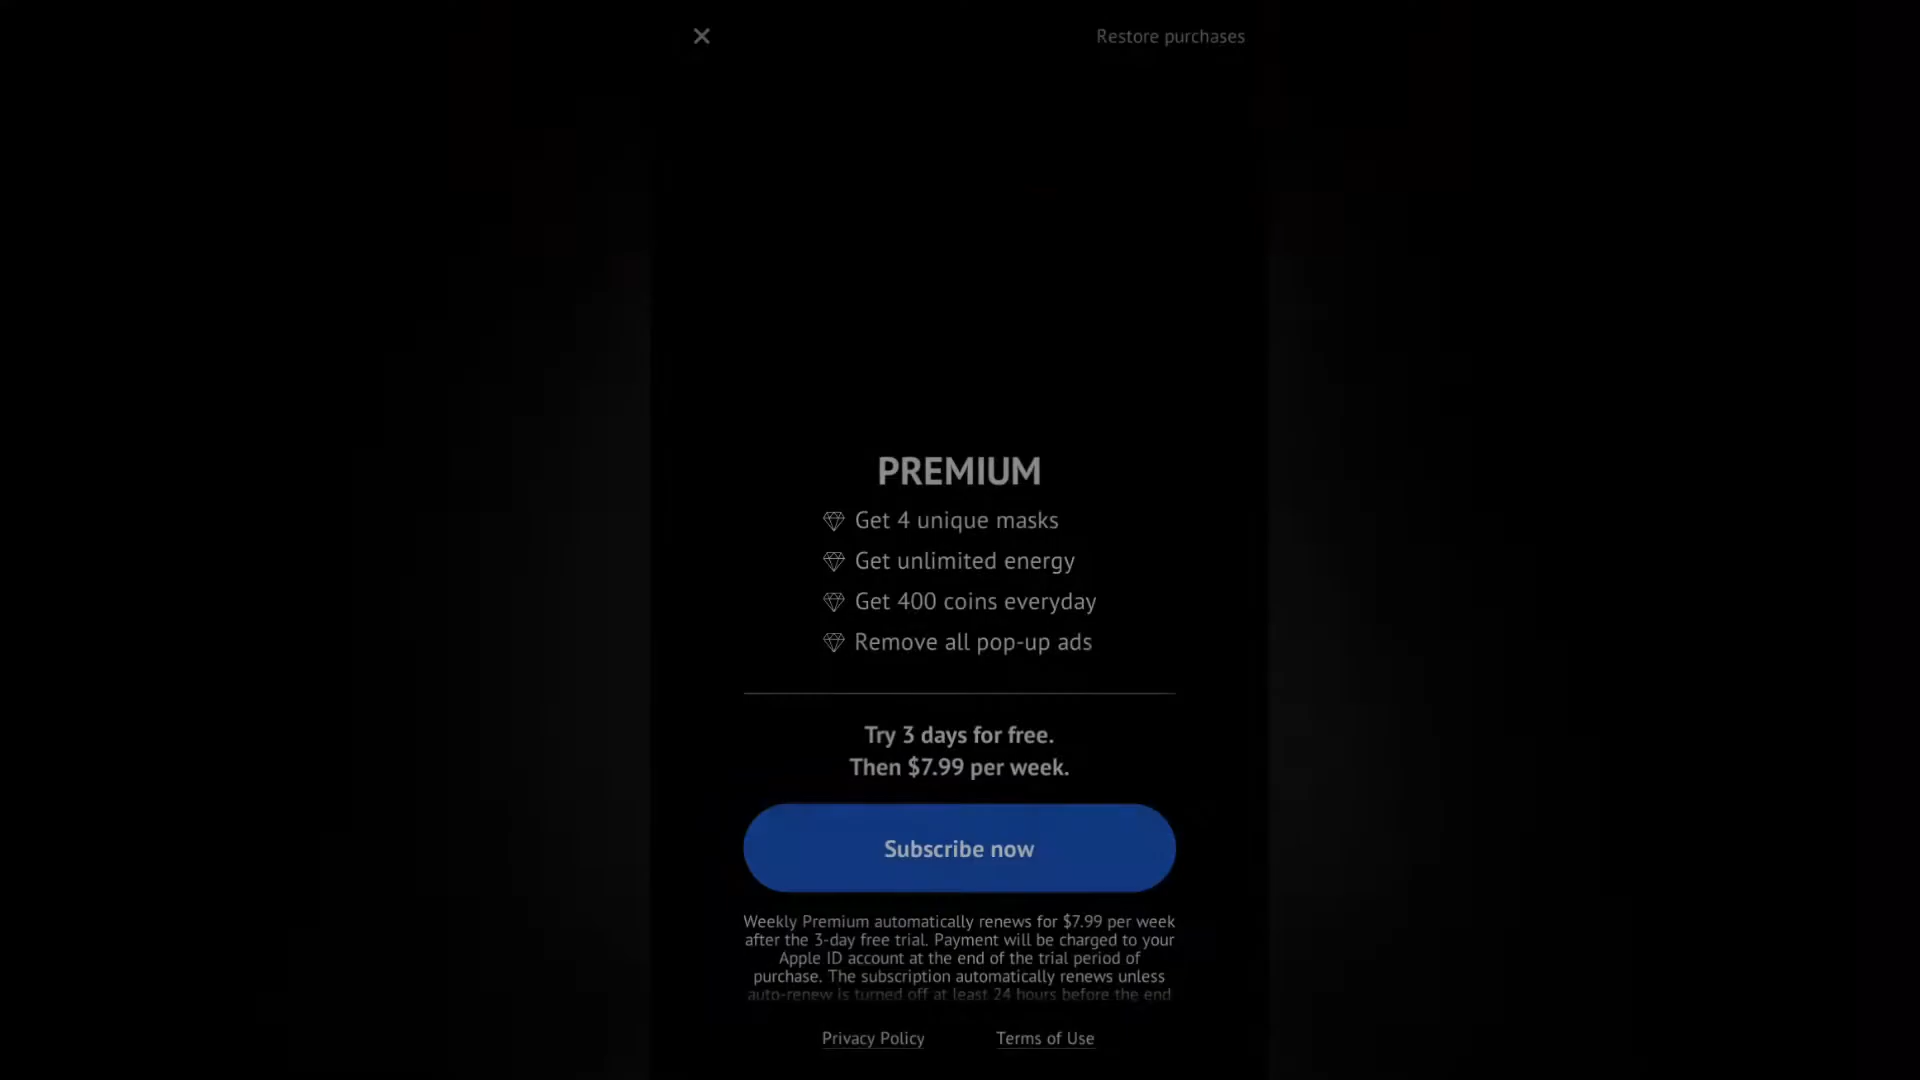 Restore purchases
PREMIUM
Get 4 unique masks
Get unlimited energy
Get 400 coins everyday
Remove all pop-up ads
Try 3 days for free.
Then $7.99 per week.
Subscribe now
Weekly Premium automatically renews for $7.99 per week
after the 3-day free trial. Payment will be charged to your
Apple ID account at the end of the trial period of
purchase. The subscription automatically renews unless
auto-renew is turned off at least 24 hours before the end
Privacy Policy
Terms of Use